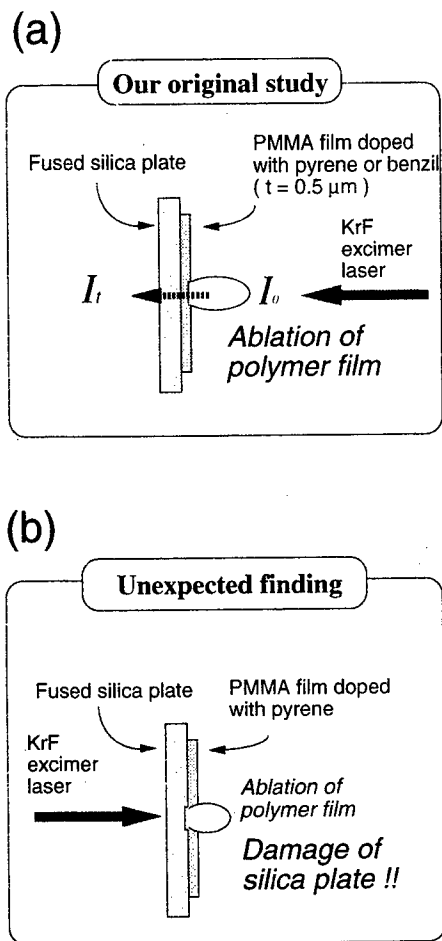 (a)
Our original study
Fused silica plate
PMMA film doped
with pyrene or benzil
( t = 0.5 μm )
KrF
excimer
laser
It
Io
Ablation of
polymer film
(b)
Unexpected finding
Fused silica plate
PMMA film doped
with pyrene
KrF
excimer
laser
Ablation of
polymer film
Damage of
silica plate !!